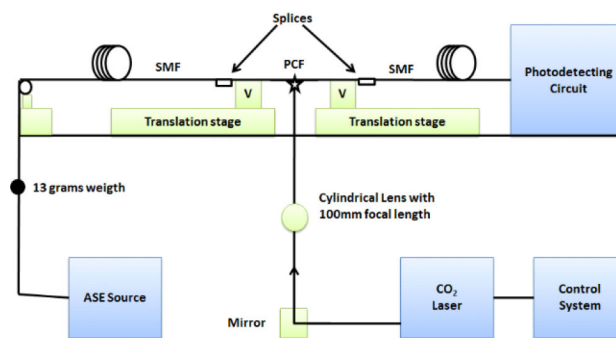 Splices
SMF
PCF
SMF
Photodetecting
Circuit
V
V
Translation stage
Translation stage
13 grams weigth
Cylindrical Lens with
100mm focal length
ASE Source
CO2
Laser
Control
System
Mirror